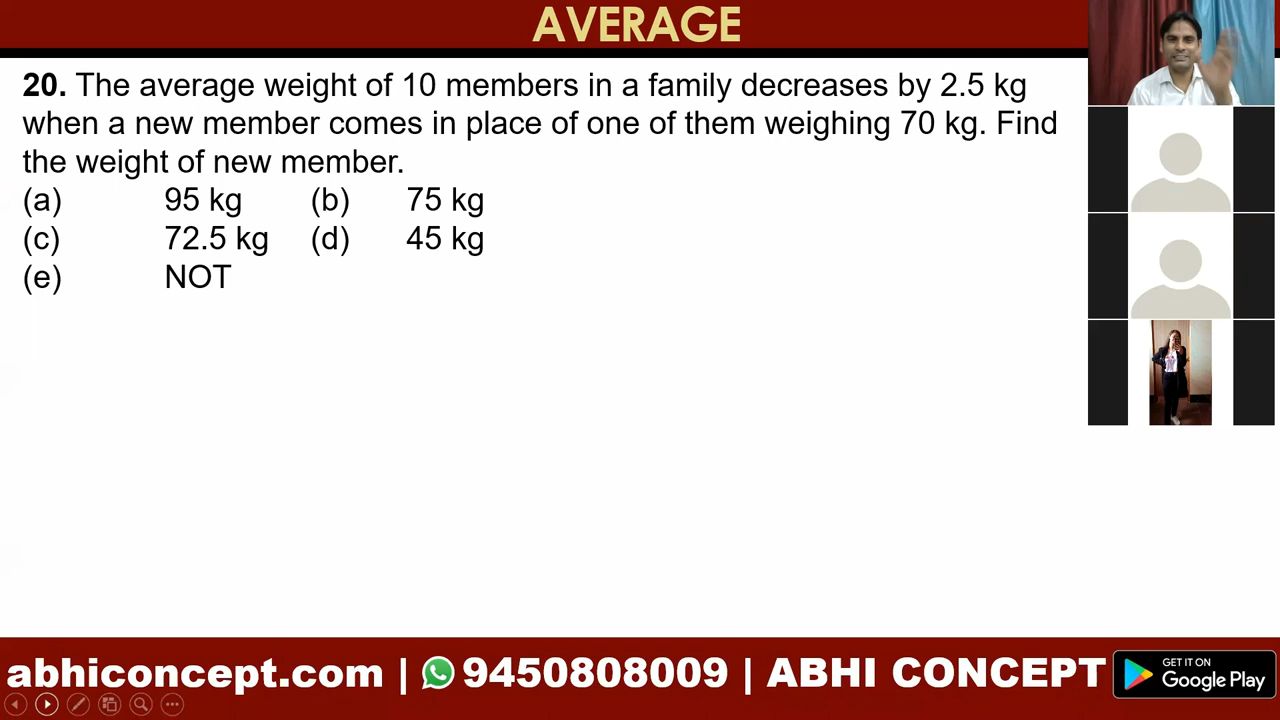 AVERAGE
20. The average weight of 10 members in a family decreases by 2.5 kg
when a new member comes in place of one of them weighing 70 kg. Find
the weight of new member.
(a) 95 kg (b) 75 kg
(c) 72.5 kg (d) 45 kg
(e) NOT
abhiconcept.com | 9450808009 | ABHI CONCEPT
GET IT ON
Google Play